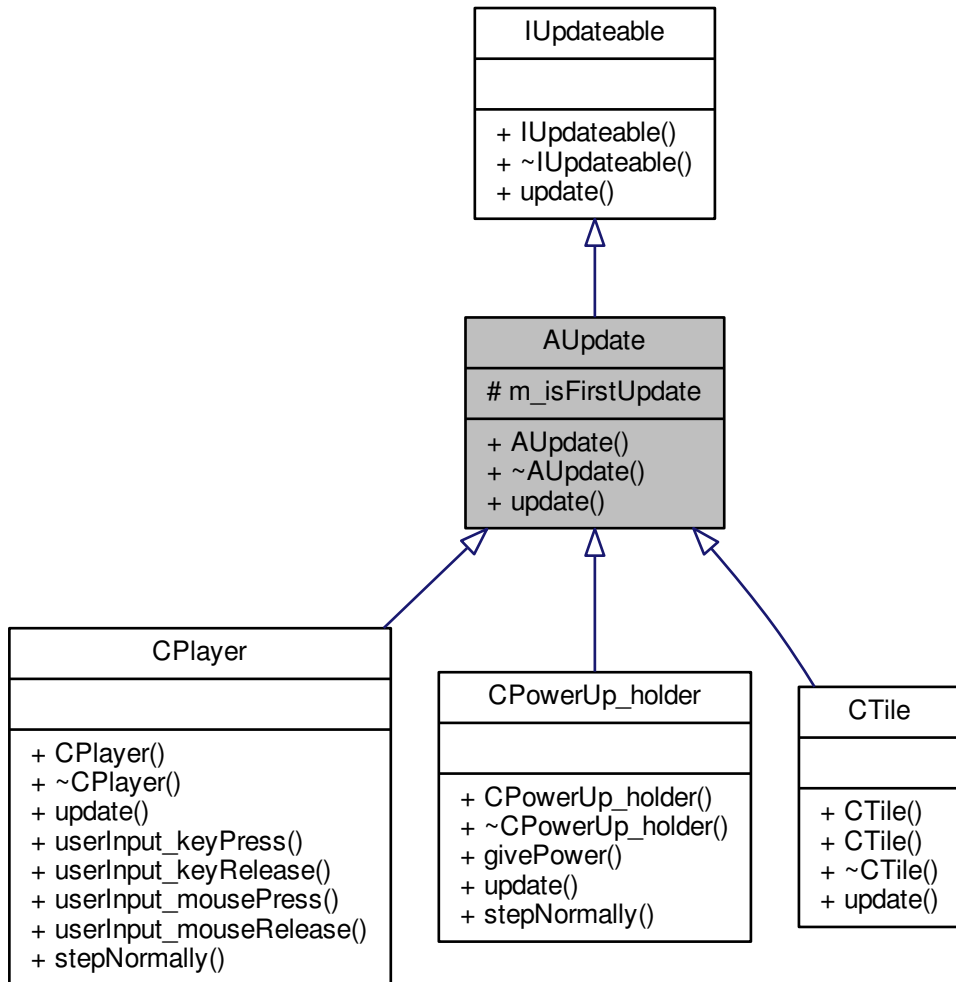 IUpdateable
+ IUpdateable()
+ ~IUpdateable()
+ update()
AUpdate
# m_isFirstUpdate
+ AUpdate()
+ ~AUpdate()
+ update()
CPlayer
+ CPlayer()
+ ~CPlayer()
+ update()
+ userInput_keyPress()
+ userInput_keyRelease()
+ userInput_mousePress()
+ userInput_mouseRelease()
+ stepNormally()
CPowerUp_holder
+ CPowerUp_holder()
+ ~CPowerUp_holder()
+ givePower()
+ update()
+ stepNormally()
CTile
+ CTile()
+ CTile()
+ ~CTile()
+ update()